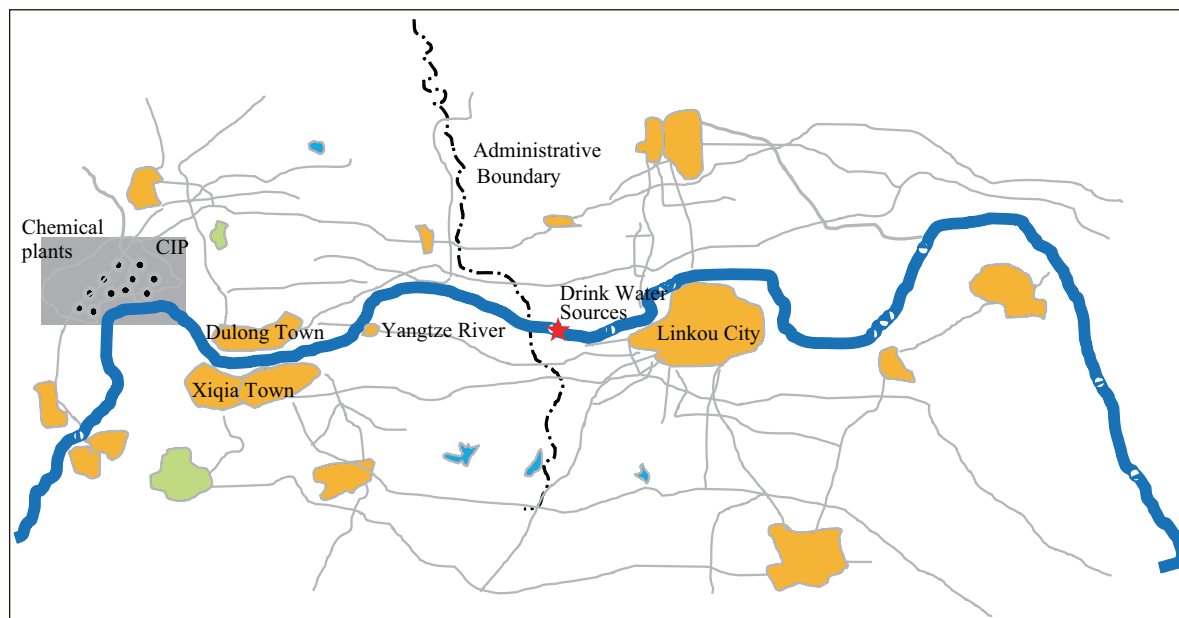 Administrative
Boundary
Chemical
plants
CIP
Drink Water
Sources
Dulong Town
Yangtze River
Linkou City
Xiqia Town